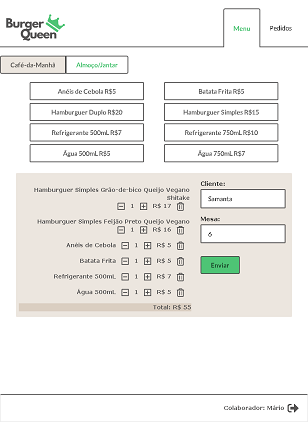 Burger
Queen
Menu
Pedidos
Café-da-Manhã
Almoço/Jantar
Anéis de Cebola R$5
Batata Frita R$5
Hamburguer Duplo R$20
Hamburguer Simples R$15
Refrigerante 500mL R$7
Refrigerante 750mL R$10
Água 500mL R$5
Água 750mL R$7
Hamburguer Simples Grão-de-bico Queijo Vegano
Shitake
1 R$ 17
Hamburguer Simples Feijão Preto Queijo Vegano
1 R$ 16
Anéis de Cebola 1 R$ 5
Batata Frita 1 R$ 5
Refrigerante 500mL 1 R$ 7
Água 500mL 1 R$ 5
Total: R$ 55
Cliente:
Samanta
Mesa:
6
Enviar
Colaborador: Mário